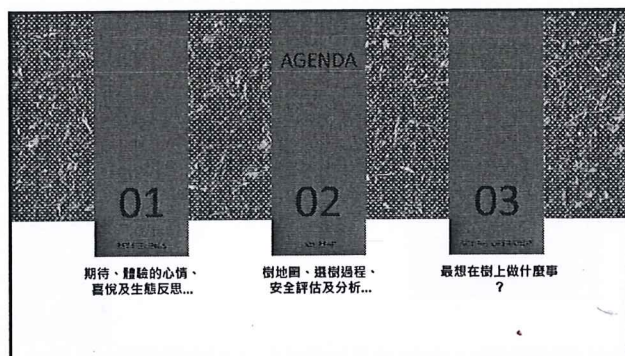 AGENDA
01
02
03
期待、體驗的心情、
喜悅及生態反思...
樹地圖、選樹過程、
安全評估及分析...
最想在樹上做什麼事
?